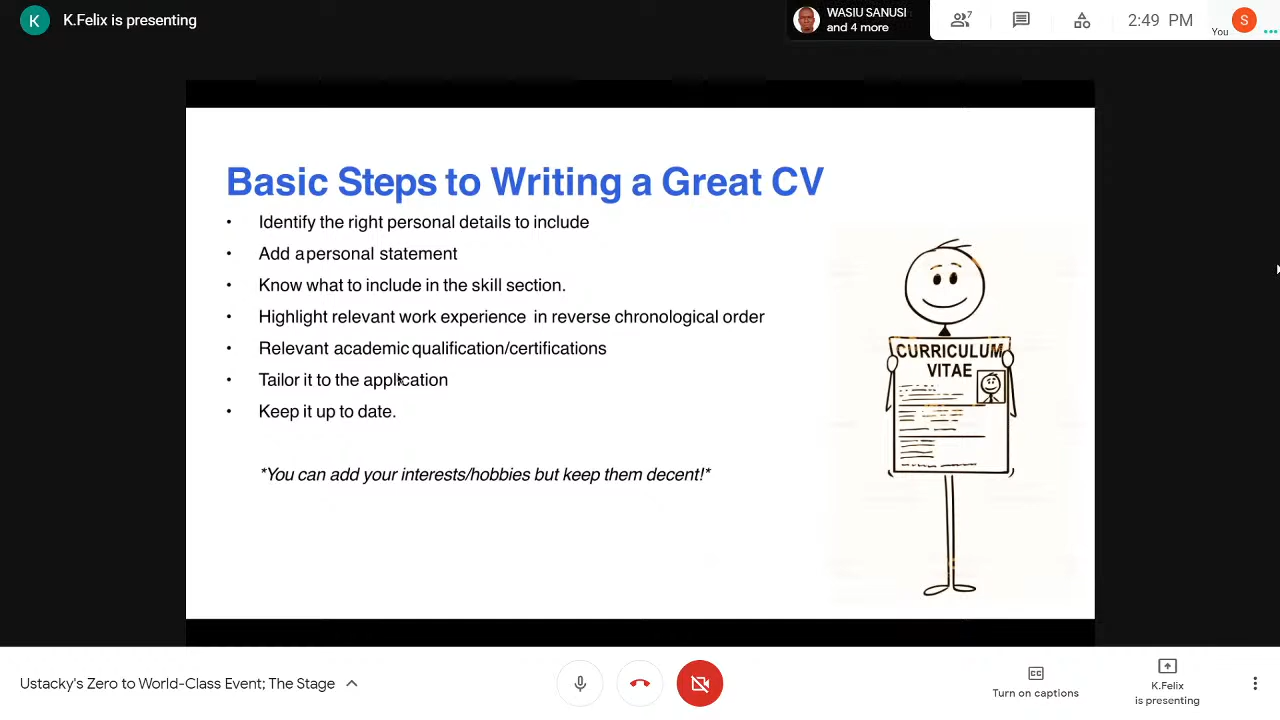 K
K.Felix is presenting
WASIU SANUSI
and 4 more
7
2:49 PM
You
S
Basic Steps to Writing a Great CV
• Identify the right personal details to include
• Add a personal statement
• Know what to include in the skill section.
• Highlight relevant work experience in reverse chronological order
• Relevant academic qualification/certifications
• Tailor it to the application
• Keep it up to date.
*You can add your interests/hobbies but keep them decent!*
CURRICULUM
VITAE
Ustacky's Zero to World-Class Event; The Stage
CC
Turn on captions
K.Felix
is presenting